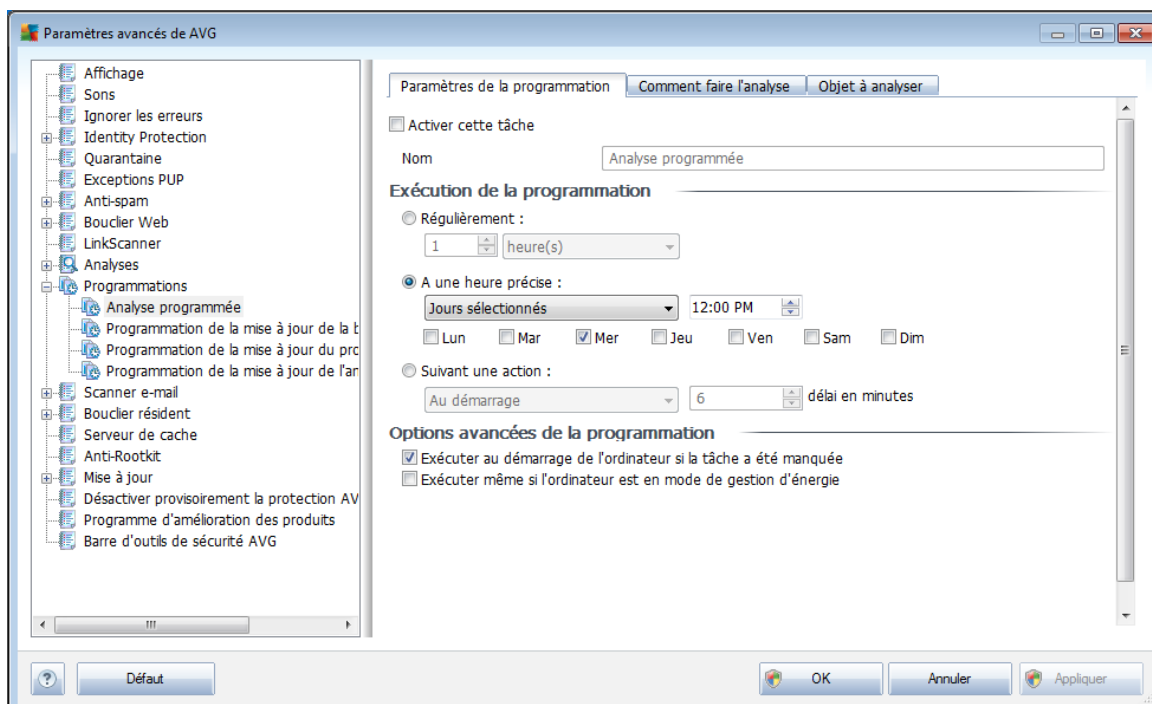 Paramètres avancés de AVG
Affichage
Sons
Ignorer les erreurs
Identity Protection
Quarantaine
Exceptions PUP
Anti-spam
Bouclier Web
LinkScanner
Analyses
Programmations
Analyse programmée
Programmation de la mise à jour de la b
Programmation de la mise à jour du pro
Programmation de la mise à jour de l'an
Scanner e-mail
Bouclier résident
Serveur de cache
Anti-Rootkit
Mise à jour
Désactiver provisoirement la protection AV
Programme d'amélioration des produits
Barre d'outils de sécurité AVG
Paramètres de la programmation Comment faire l'analyse Objet à analyser
Activer cette tâche
Nom Analyse programmée
Exécution de la programmation
Régulièrement :
1 heure(s)
A une heure précise :
Jours sélectionnés 12:00 PM
Lun Mar Mer Jeu Ven Sam Dim
Suivant une action :
Au démarrage 6 délai en minutes
Options avancées de la programmation
Exécuter au démarrage de l'ordinateur si la tâche a été manquée
Exécuter même si l'ordinateur est en mode de gestion d'énergie
? Défaut OK Annuler Appliquer